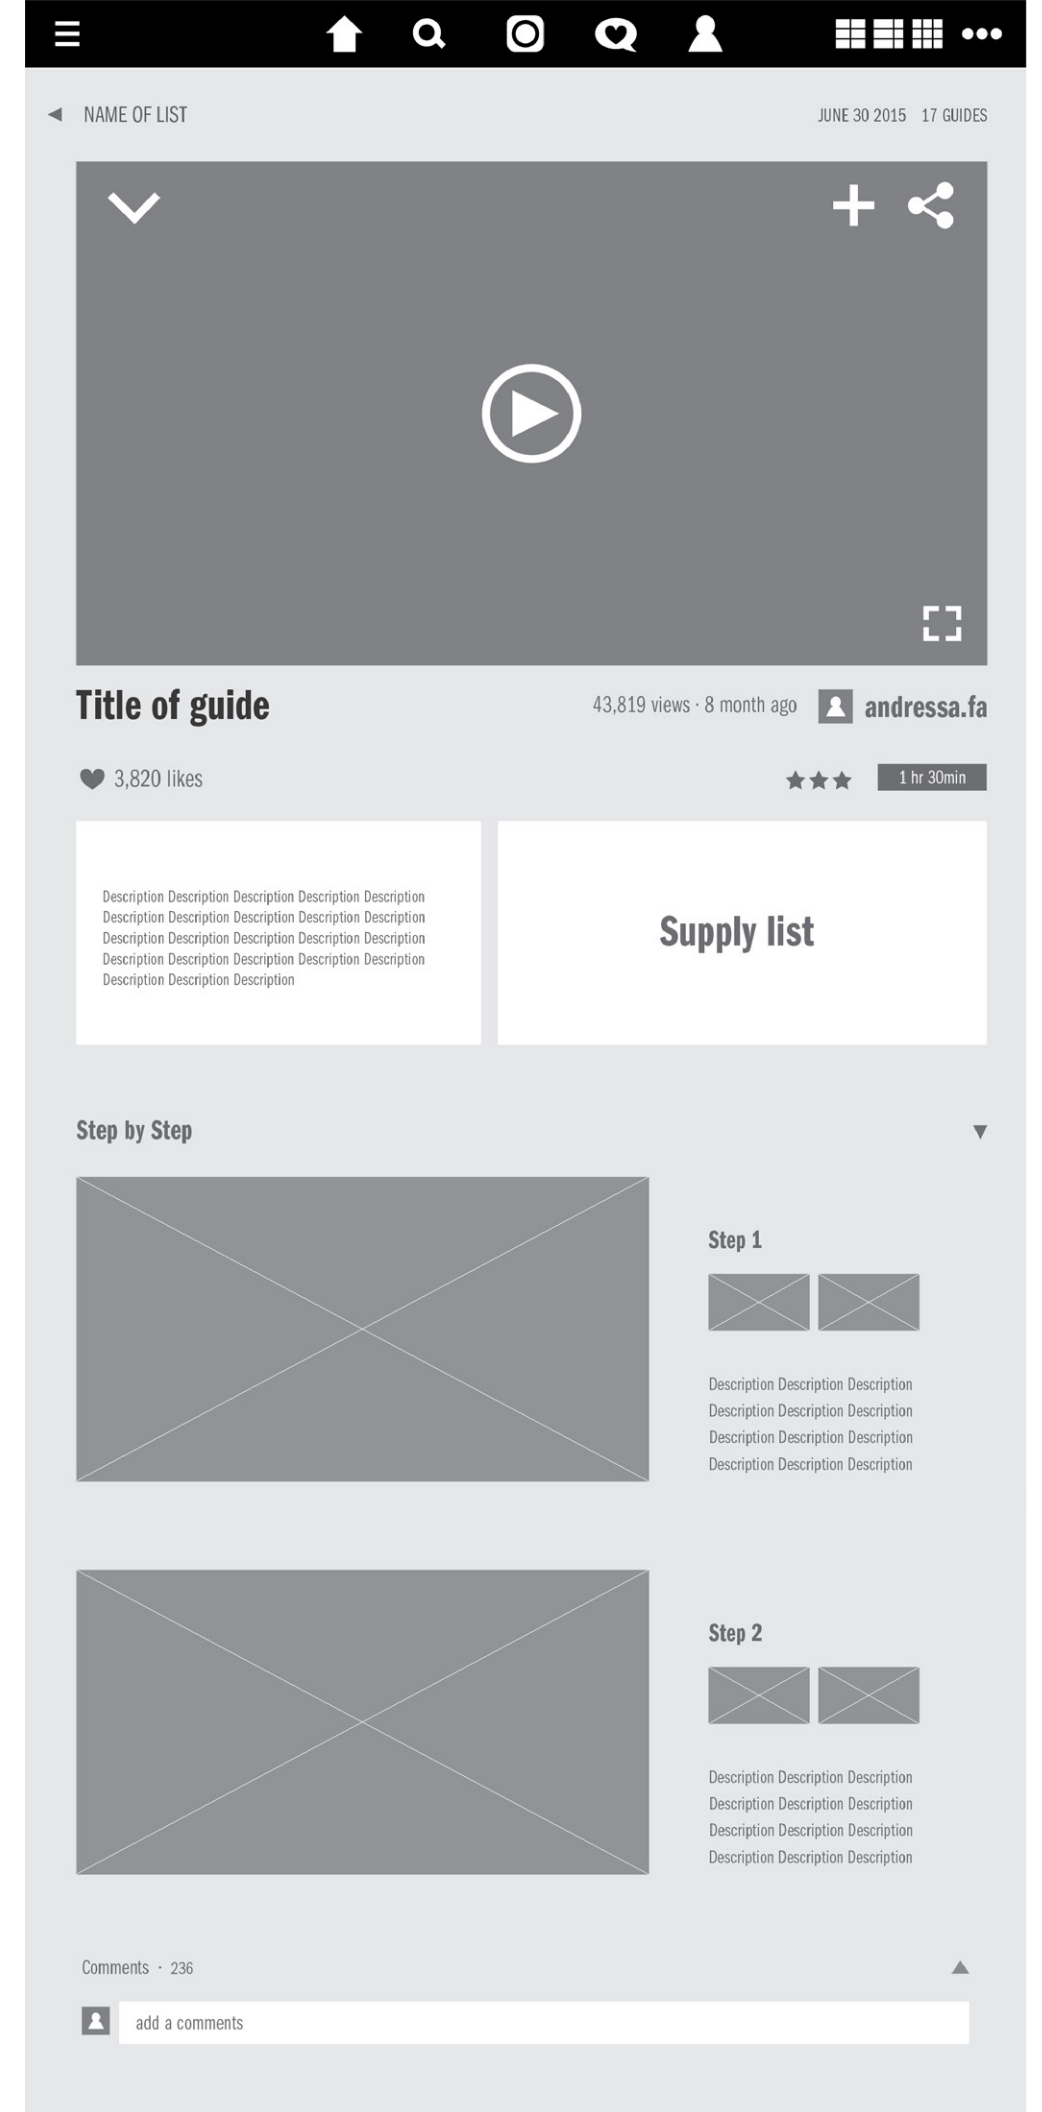 NAME OF LIST
JUNE 30 2015 17 GUIDES
Title of guide
43,819 views · 8 month ago
andressa.fa
3,820 likes
1 hr 30min
Description Description Description Description Description
Description Description Description Description Description
Description Description Description Description Description
Description Description Description Description Description
Description Description Description
Supply list
Step by Step
Step 1
Description Description Description
Description Description Description
Description Description Description
Description Description Description
Step 2
Description Description Description
Description Description Description
Description Description Description
Description Description Description
Comments · 236
add a comments